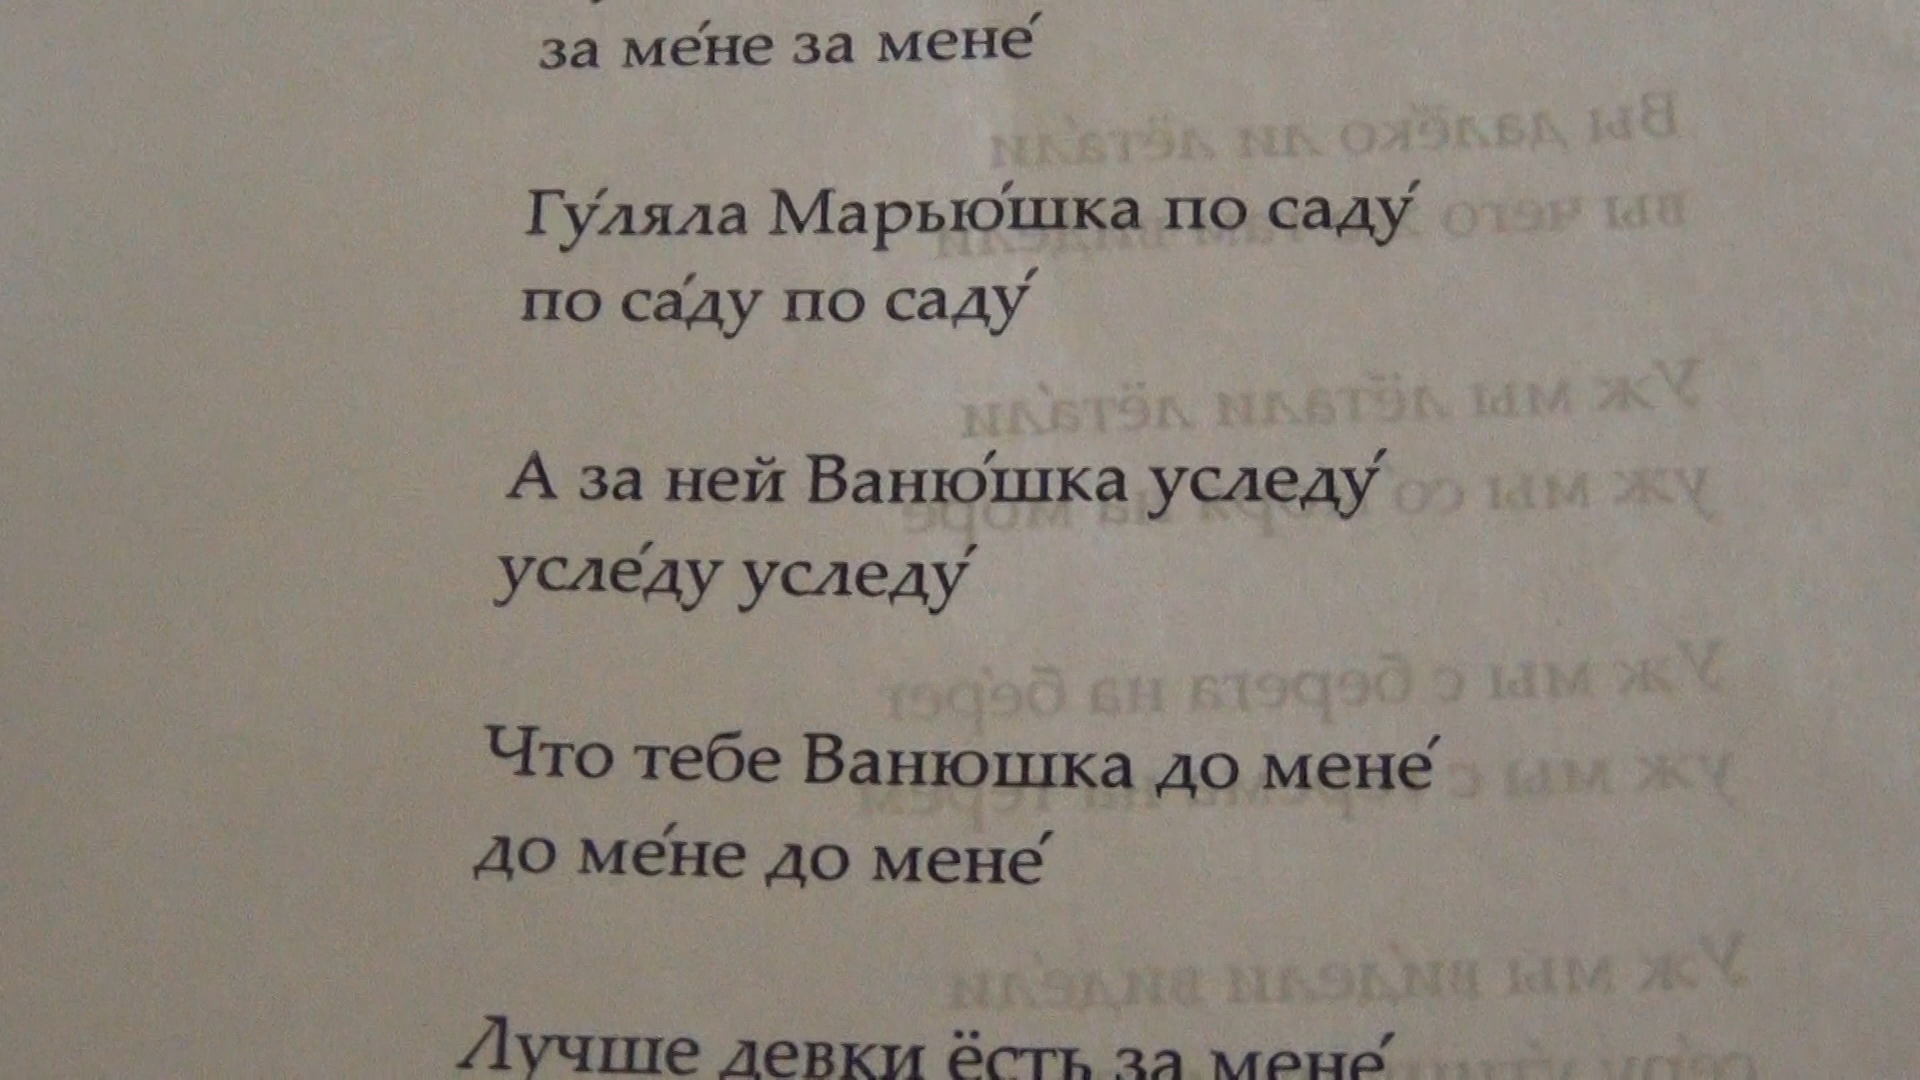 за ме́не за мене́
Гу́ляла Марью́шка по саду́
по са́ду по саду́
А за ней Ваню́шка уследу́
усле́ду уследу́
Что тебе Ванюшка до мене́
до ме́не до мене́
Лучше девки ёсть за мене́